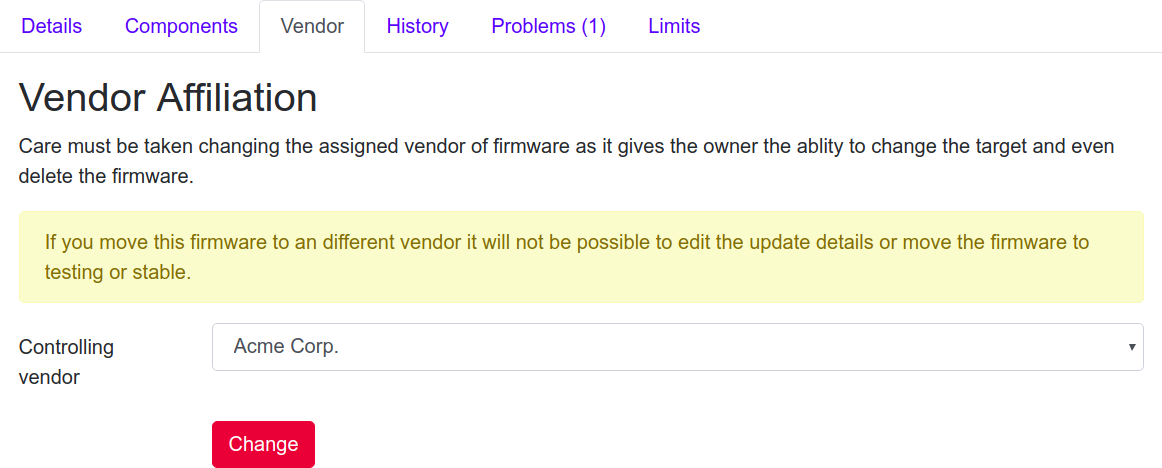 Details Components Vendor History Problems (1) Limits
Vendor Affiliation
Care must be taken changing the assigned vendor of firmware as it gives the owner the ablity to change the target and even
delete the firmware.
If you move this firmware to an different vendor it will not be possible to edit the update details or move the firmware to
testing or stable.
Controlling
vendor
Acme Corp.
Change